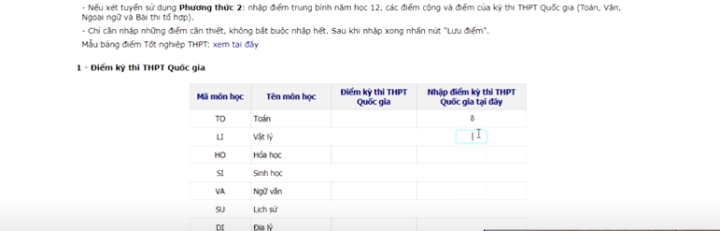 - Nếu xét tuyển sử dụng Phương thức 2: nhập điểm trung bình năm học 12, các điểm cộng và điểm của kỳ thi THPT Quốc gia (Toán, Văn,
Ngoại ngữ và Bài thi tổ hợp).
- Chỉ cần nhập những điểm cần thiết, không bắt buộc nhập hết. Sau khi nhập xong nhấn nút "Lưu điểm".
Mẫu bảng điểm Tốt nghiệp THPT: xem tại đây
1 - Điểm kỳ thi THPT Quốc gia
Mã môn học Tên môn học Điểm kỳ thi THPT Quốc gia Nhập điểm kỳ thi THPT Quốc gia tại đây
TO Toán 8
LI Vật lý
HO Hóa học
SI Sinh học
VA Ngữ văn
SU Lịch sử
DI Địa lý